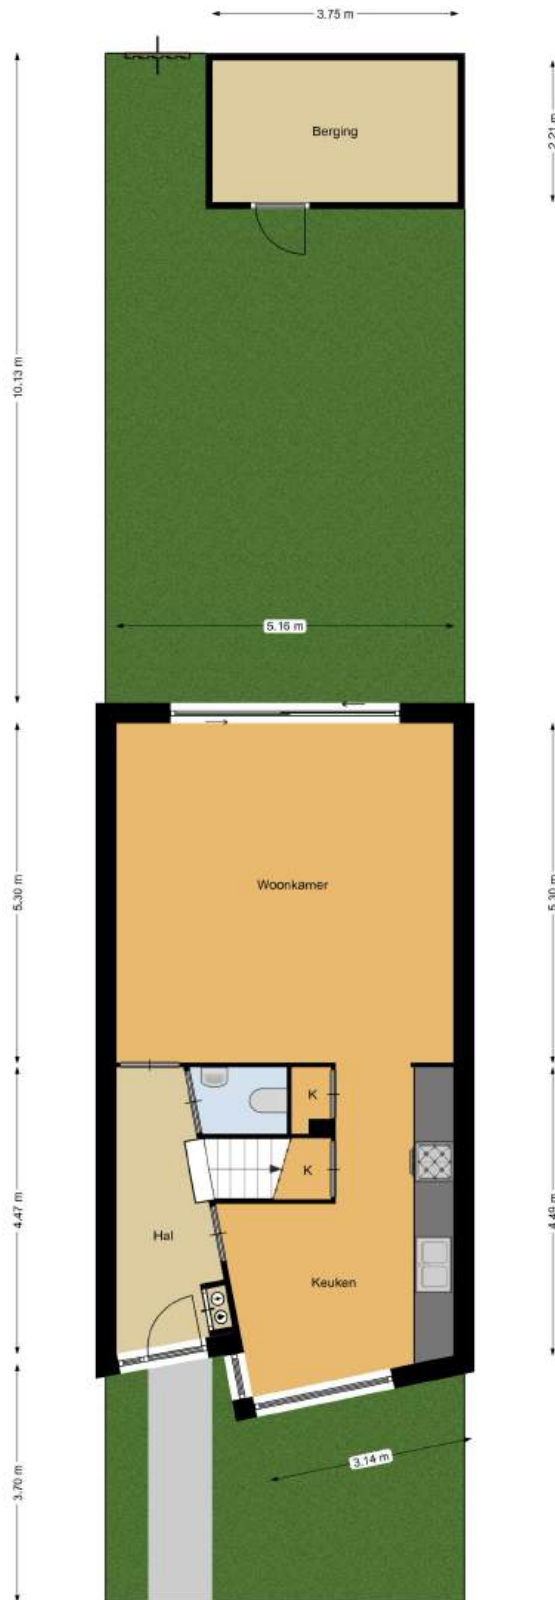 3.75 m
Berging
2.21 m
10.13 m
5.16 m
5.30 m
Woonkamer
5.30 m
K
K
4.47 m
Hal
Keuken
4.49 m
3.70 m
3.14 m